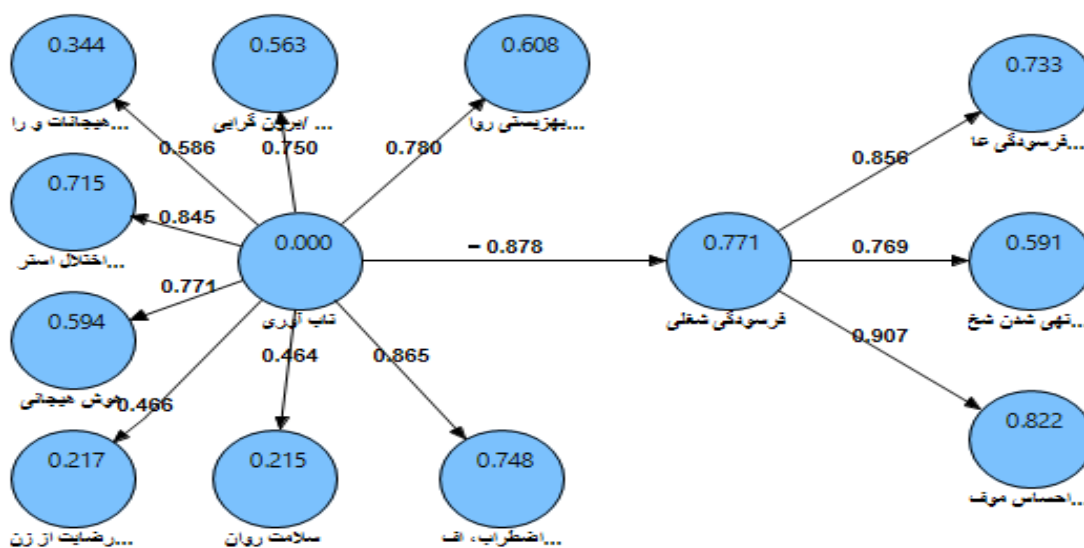 0.344
0.563
0.608
0.733
هیجانات و را...
برون گرایی/ ...
بهزیستی روا...
فرسودگی عا...
0.586
0.750
0.780
0.856
0.715
0.845
اختلال استر...
0.000
− 0.878
0.771
0.769
0.591
0.771
تاب آوری
فرسودگی شغلی
تهی شدن شخ...
0.594
0.464
0.865
0.907
هوش هیجانی
0.466
0.822
0.217
0.215
0.748
احساس موف...
رضایت از زن...
سلامت روان
اضطراب، اف...